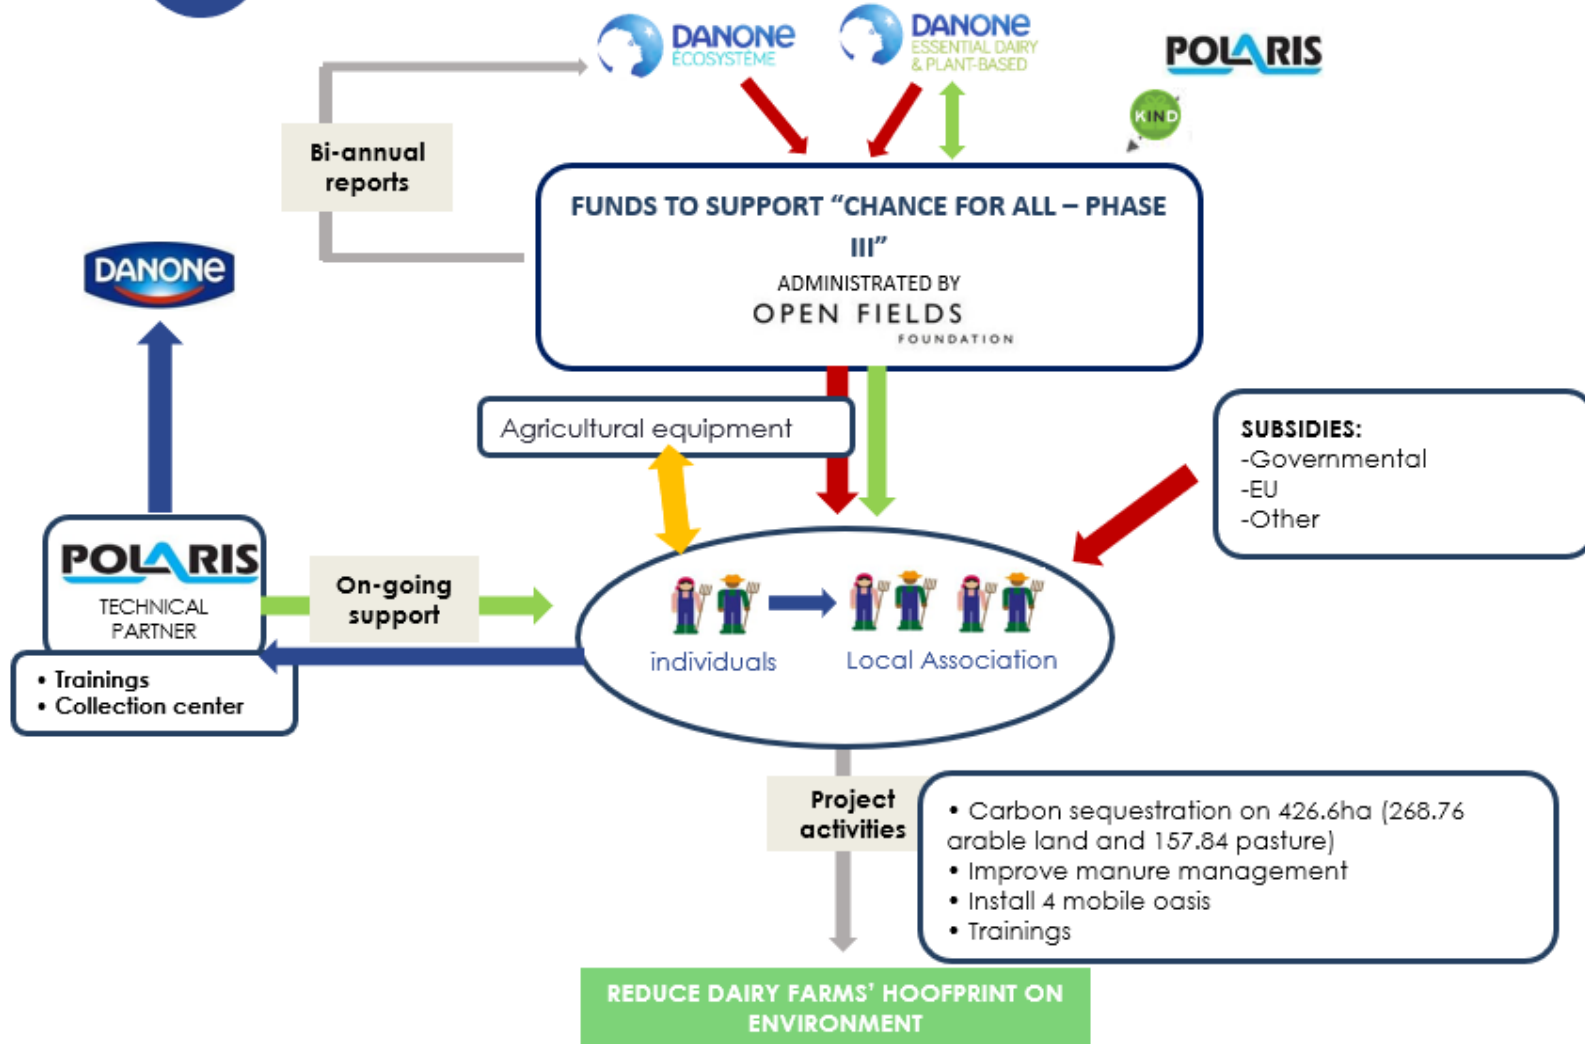 DANONE
ÉCOSYSTÈME
DANONE
ESSENTIAL DAIRY
& PLANT-BASED
POLARIS
KIND
Bi-annual
reports
FUNDS TO SUPPORT “CHANCE FOR ALL – PHASE
III”
ADMINISTRATED BY
OPEN FIELDS
FOUNDATION
DANONE
Agricultural equipment
SUBSIDIES:
-Governmental
-EU
-Other
POLARIS
TECHNICAL
PARTNER
On-going
support
• Trainings
• Collection center
individuals
Local Association
Project
activities
• Carbon sequestration on 426.6ha (268.76
arable land and 157.84 pasture)
• Improve manure management
• Install 4 mobile oasis
• Trainings
REDUCE DAIRY FARMS’ HOOFPRINT ON
ENVIRONMENT